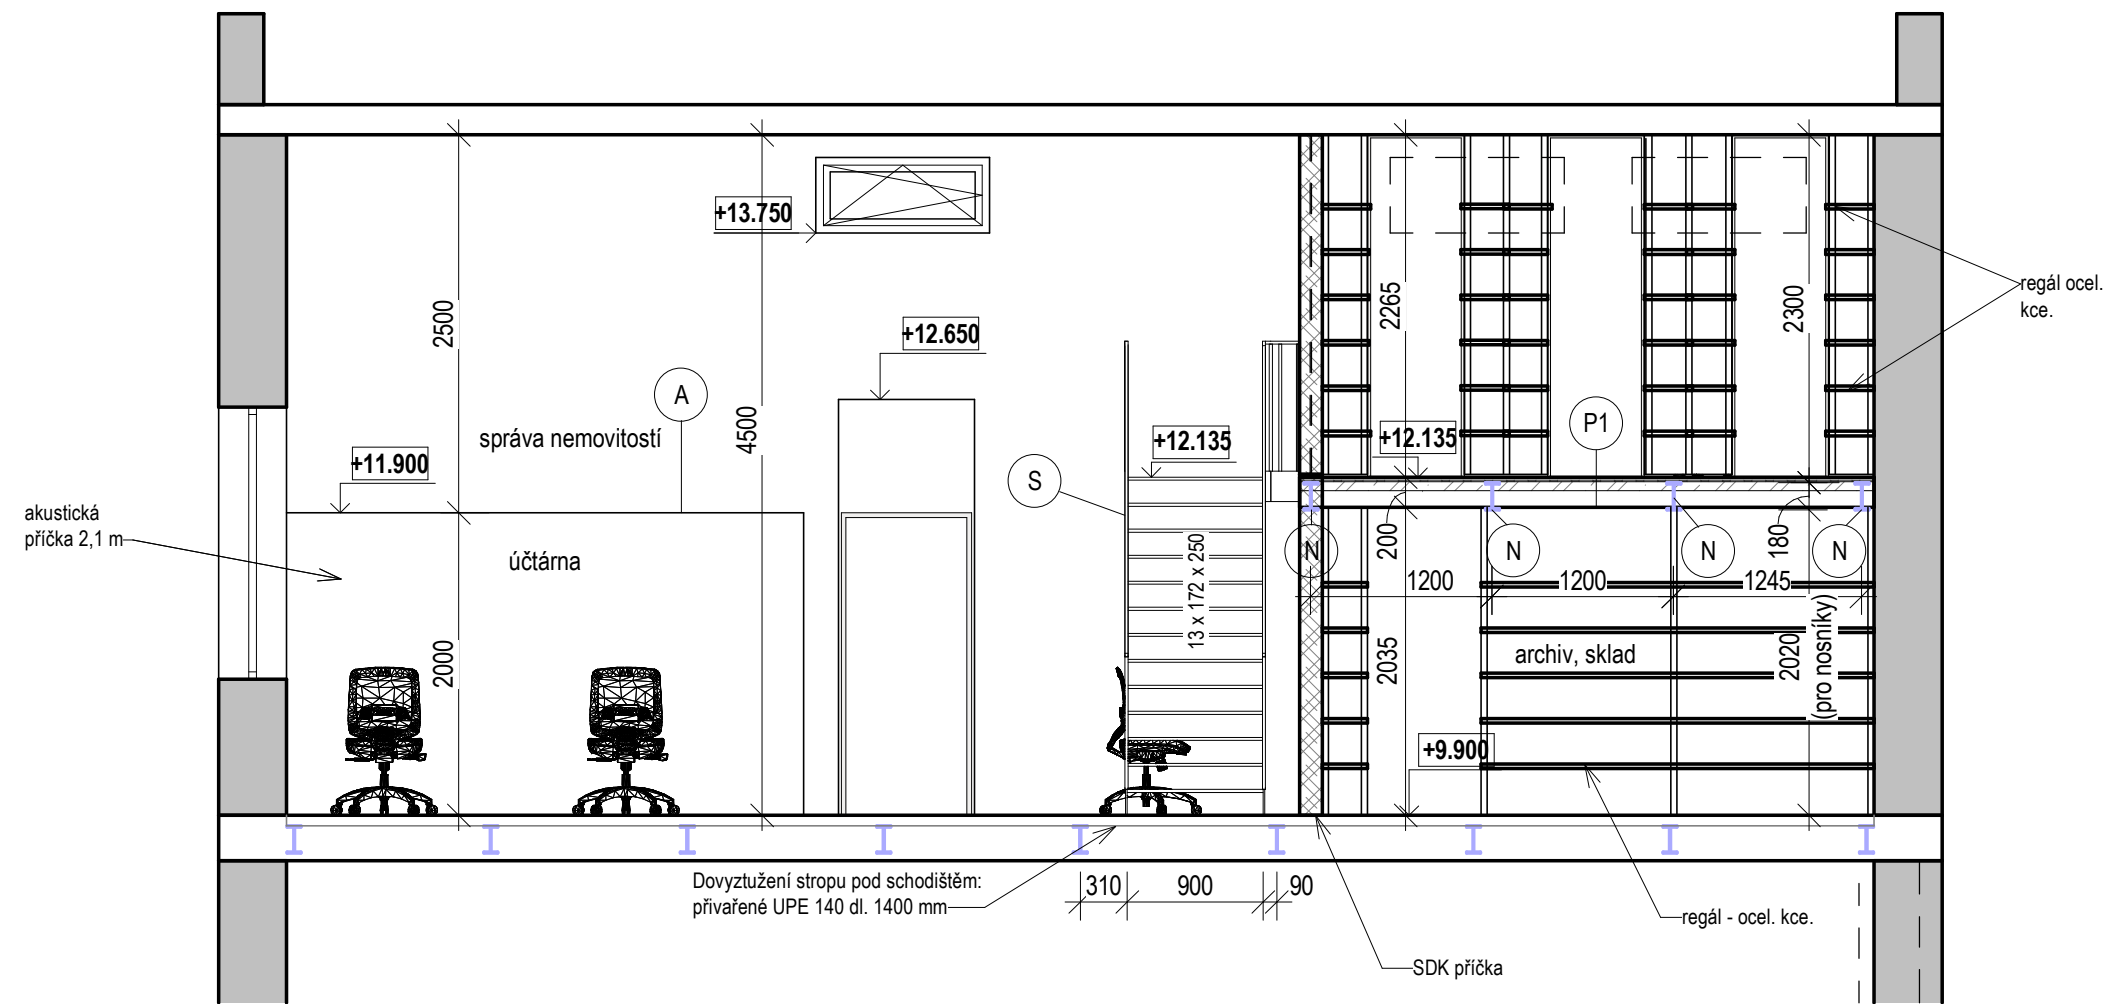 +13.750
2500
+12.650
2265
2300
regál ocel.
kce.
A
4500
správa nemovitostí
+11.900
S
+12.135
+12.135
P1
akustická
příčka 2,1 m
účtárna
13 x 172 x 250
200
180
N
N
N
N
1200
1200
1245
2000
2035
archiv, sklad
2020
(pro nosníky)
+9.900
Dovyztužení stropu pod schodištěm:
přivařené UPE 140 dl. 1400 mm
310
900
90
regál - ocel. kce.
SDK příčka